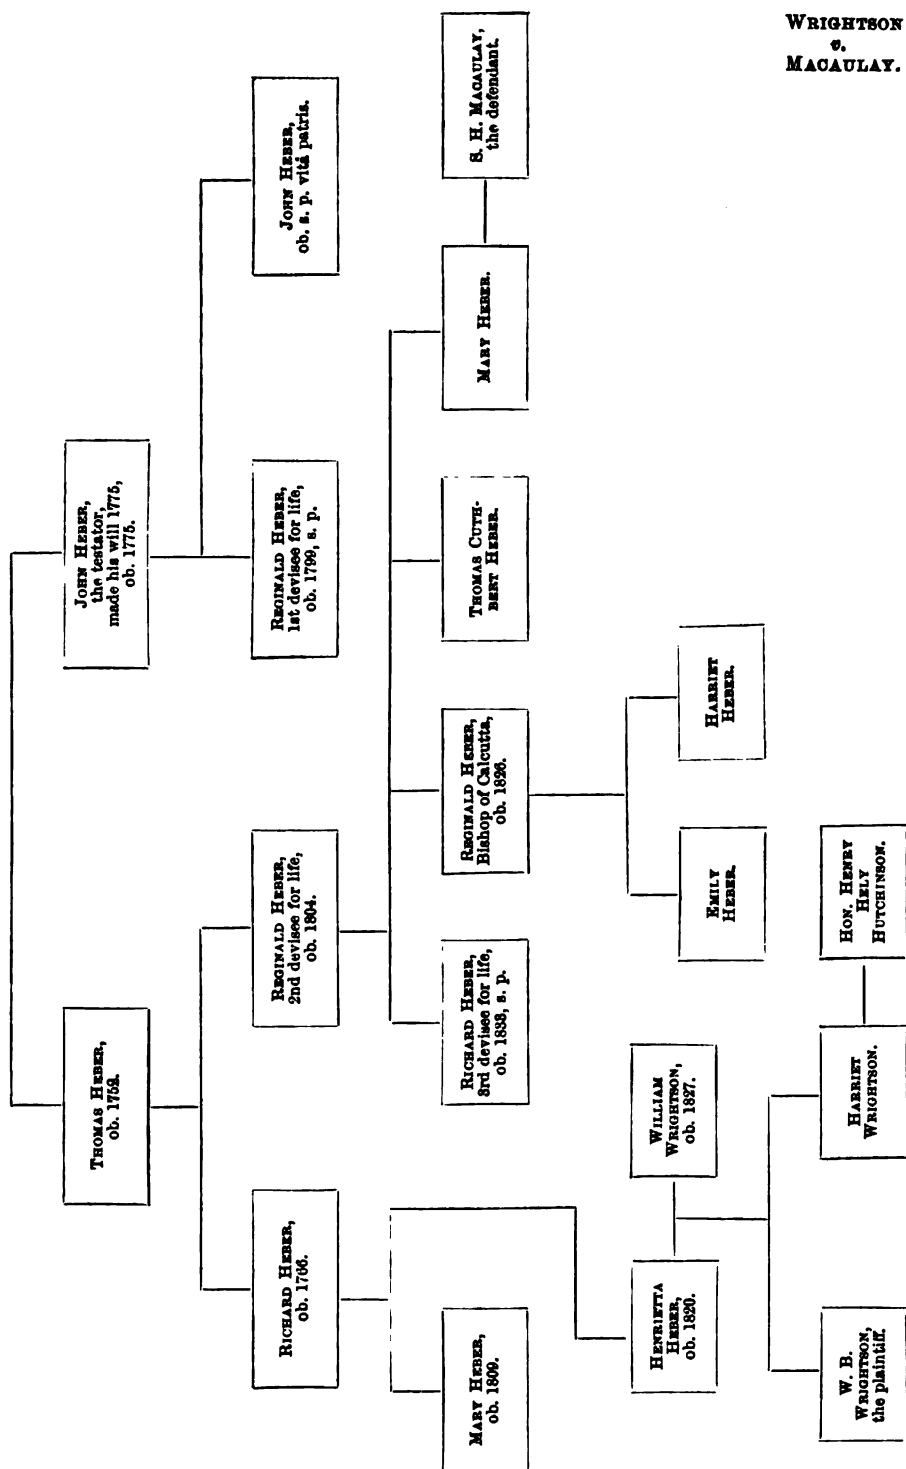 WRIGHTSON
v.
MACAULAY.
THOMAS HEBER,
ob. 1752.
JOHN HEBER,
the testator,
made his will 1775,
ob. 1775.
RICHARD HEBER,
ob. 1766.
REGINALD HEBER,
2nd devisee for life,
ob. 1804.
REGINALD HEBER,
1st devisee for life,
ob. 1799, s. p.
JOHN HEBER,
ob. s. p. vitâ patris.
MARY HEBER,
ob. 1809.
RICHARD HEBER,
3rd devisee for life,
ob. 1833, s. p.
REGINALD HEBER,
Bishop of Calcutta,
ob. 1826.
THOMAS CUTH-
BERT HEBER.
MARY HEBER.
S. H. MACAULAY,
the defendant.
HENRIETTA
HEBER,
ob. 1820.
WILLIAM
WRIGHTSON,
ob. 1827.
EMILY
HEBER.
HARRIET
HEBER.
W. B.
WRIGHTSON,
the plaintiff.
HARRIET
WRIGHTSON.
HON. HENRY
HELY
HUTCHINSON.